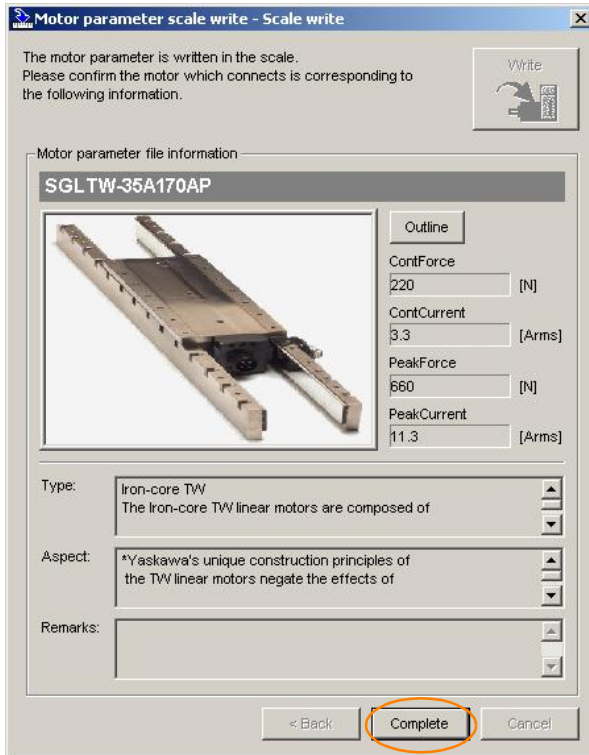 Motor parameter scale write - Scale write
The motor parameter is written in the scale.
Please confirm the motor which connects is corresponding to
the following information.
Write
Motor parameter file information
SGLTW-35A170AP
Outline
ContForce
220 [N]
ContCurrent
3.3 [Arms]
PeakForce
660 [N]
PeakCurrent
11.3 [Arms]
Type:
Iron-core TW
The Iron-core TW linear motors are composed of
Aspect:
*Yaskawa's unique construction principles of
the TW linear motors negate the effects of
Remarks:
< Back Complete Cancel